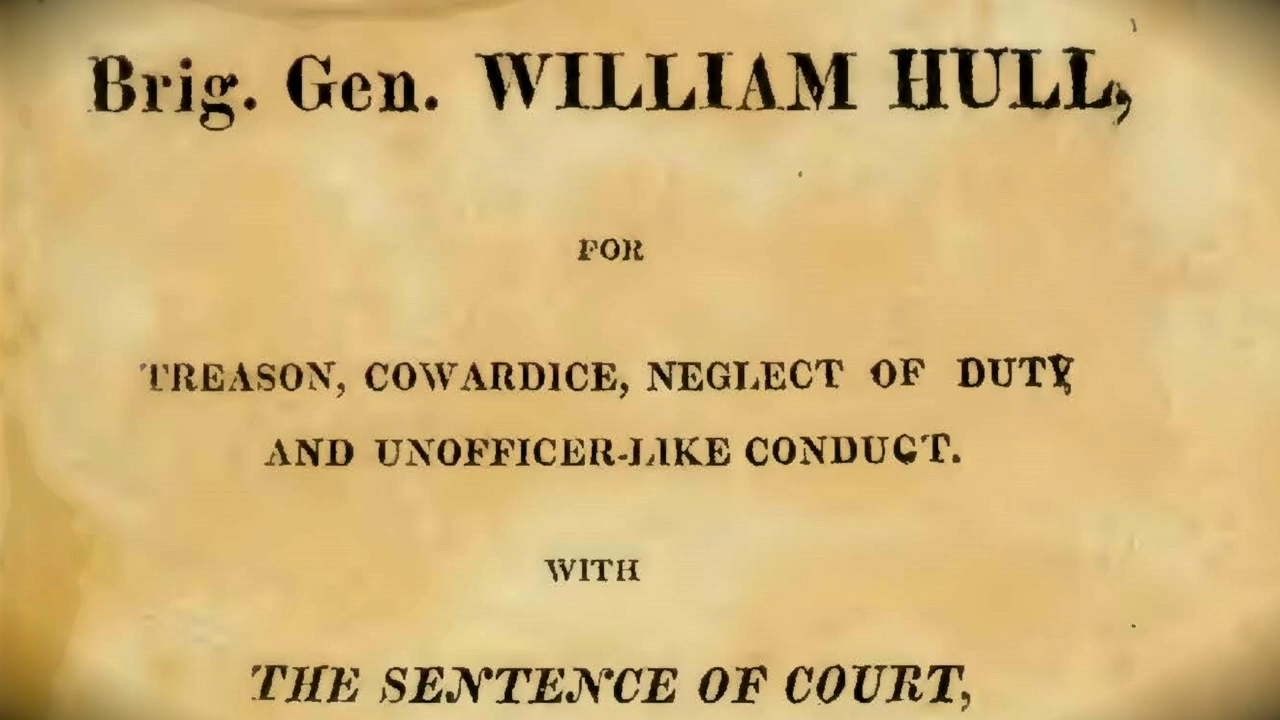 Brig. Gen. WILLIAM HULL,
FOR
TREASON, COWARDICE, NEGLECT OF DUTY
AND UNOFFICER-LIKE CONDUCT.
WITH
THE SENTENCE OF COURT,